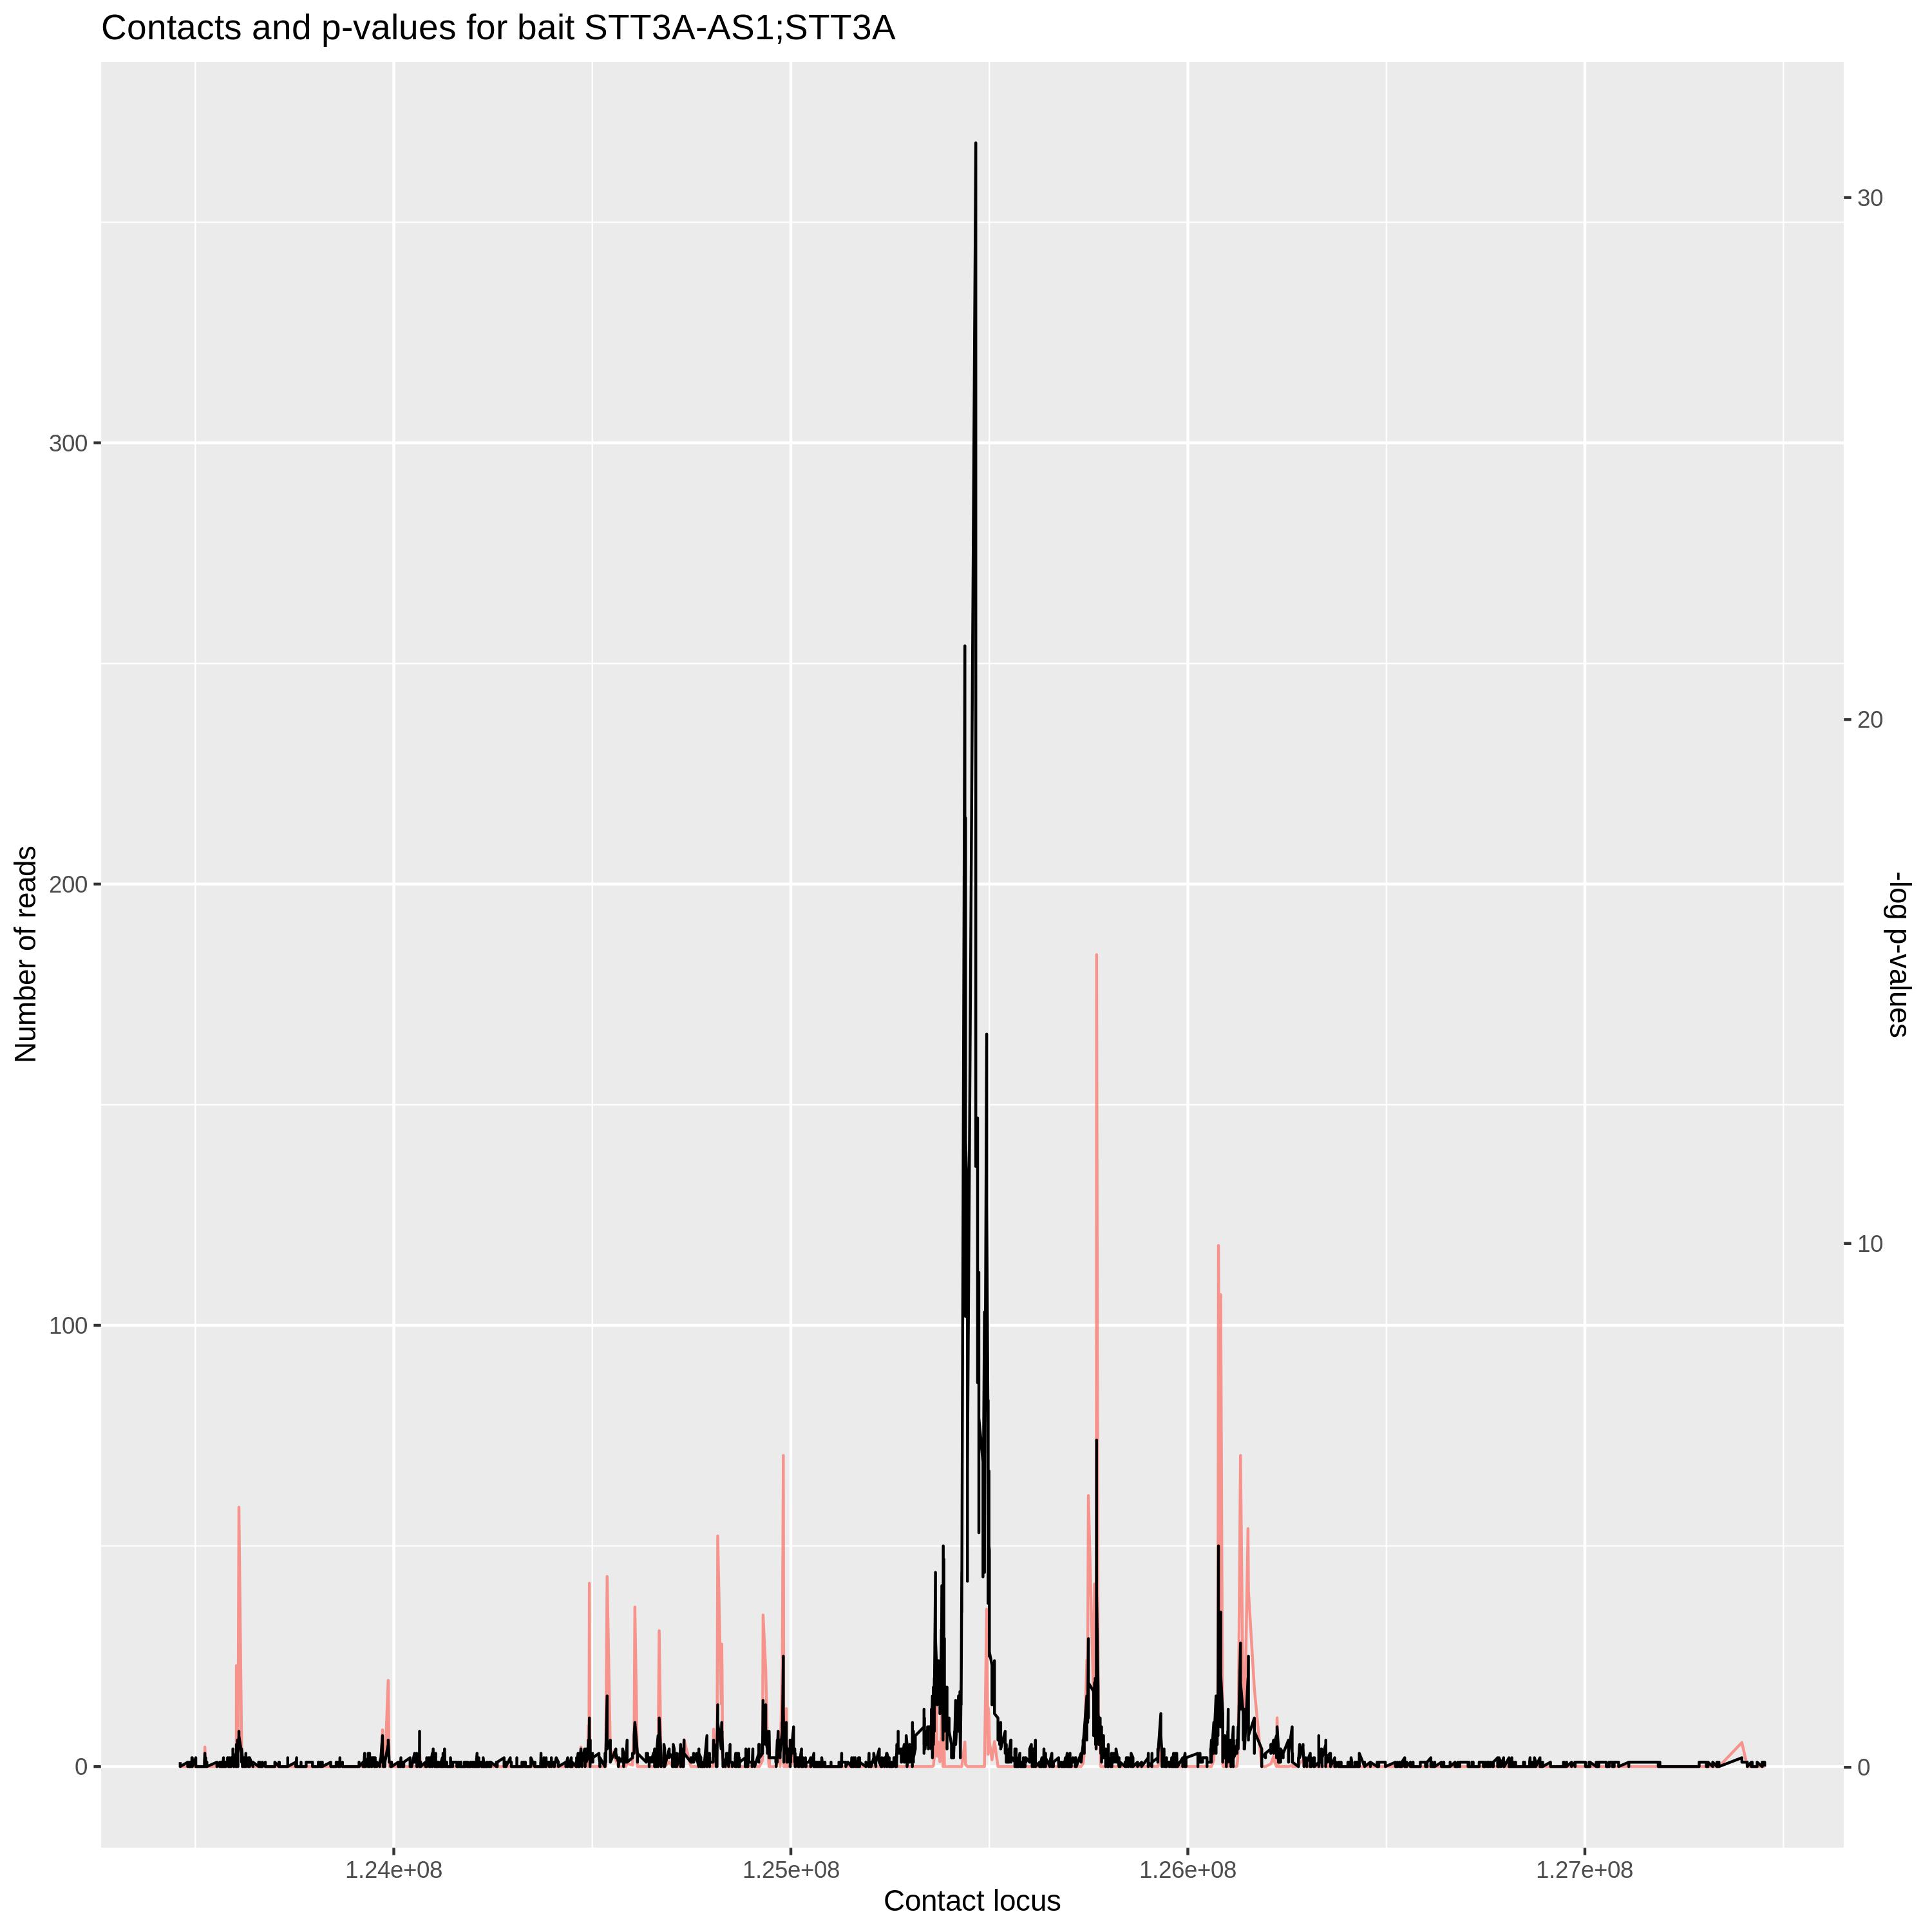 Contacts and p-values for bait STT3A-AS1;STT3A
Number of reads
300
200
100
0
-log p-values
30
20
10
0
1.24e+08
1.25e+08
1.26e+08
1.27e+08
Contact locus